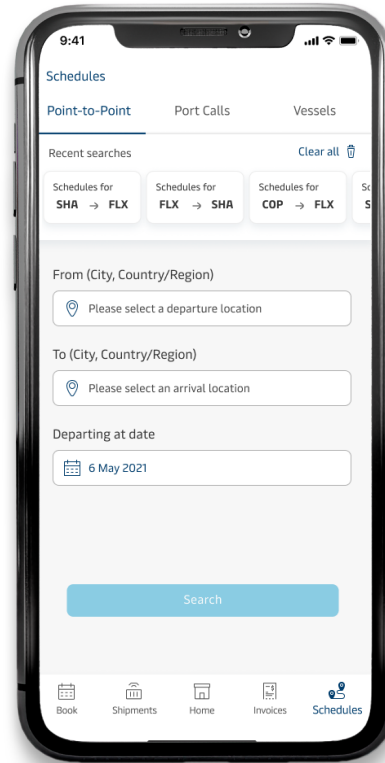 9:41
Schedules
Point-to-Point Port Calls Vessels
Recent searches Clear all
Schedules for Schedules for Schedules for Sc
SHA → FLX FLX → SHA COP → FLX S
From (City, Country/Region)
Please select a departure location
To (City, Country/Region)
Please select an arrival location
Departing at date
6 May 2021
Search
Book Shipments Home Invoices Schedules